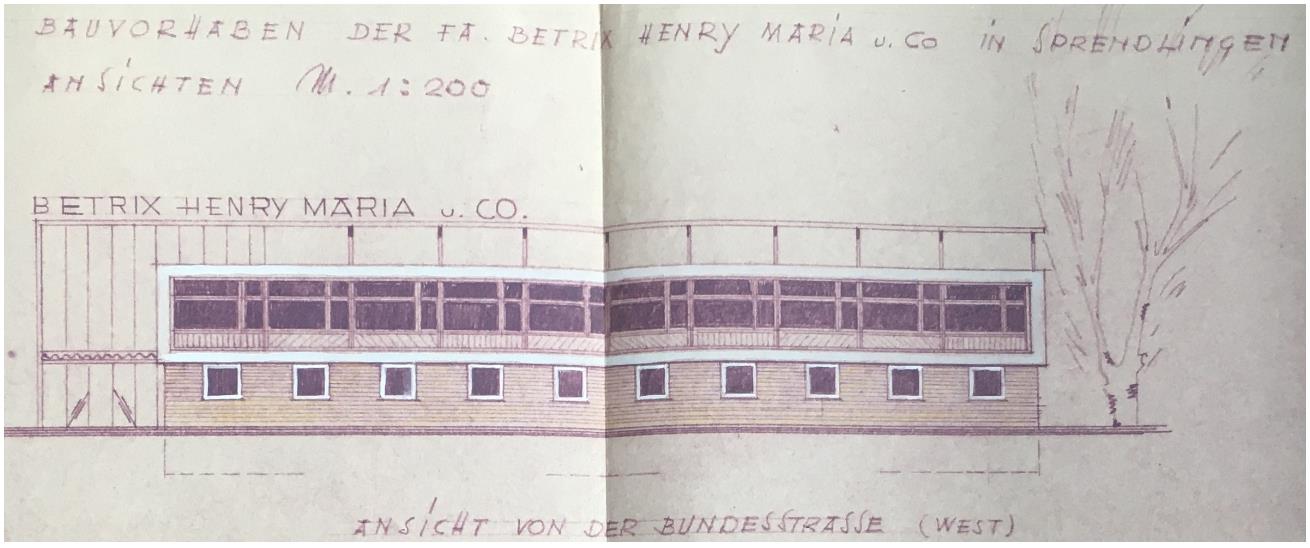 BAUVORHABEN DER FA. BETRIX HENRY MARIA u. Co IN SPRENDLINGEN
ANSICHTEN M. 1:200
BETRIX HENRY MARIA u. CO.
ANSICHT VON DER BUNDESSTRASSE (WEST)